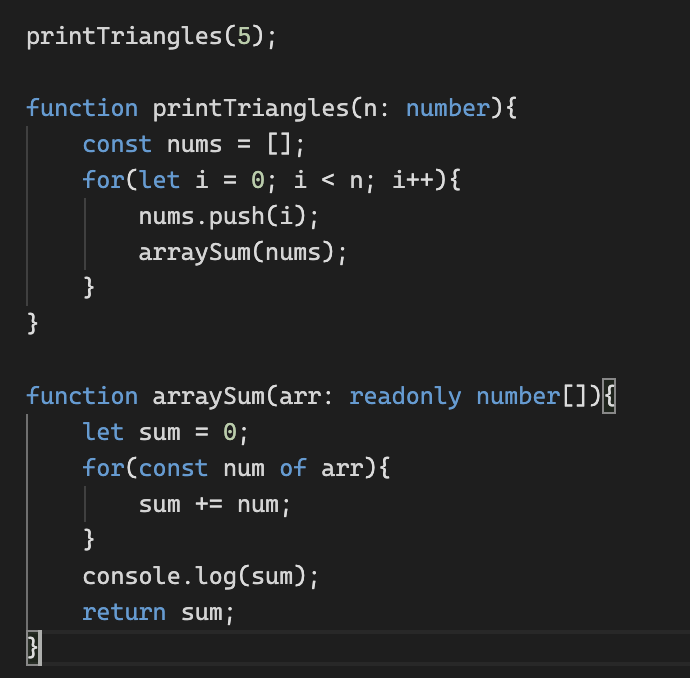 printTriangles(5);

function printTriangles(n: number){
    const nums = [];
    for(let i = 0; i < n; i++){
        nums.push(i);
        arraySum(nums);
    }
}

function arraySum(arr: readonly number[]){
    let sum = 0;
    for(const num of arr){
        sum += num;
    }
    console.log(sum);
    return sum;
}